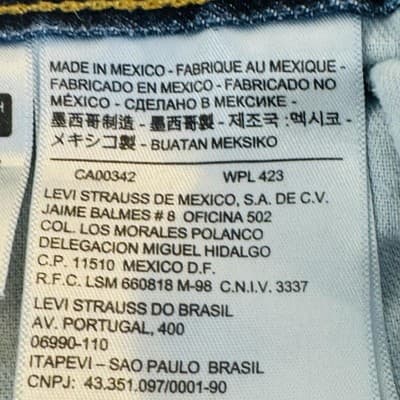 MADE IN MEXICO - FABRIQUE AU MEXIQUE -
FABRICADO EN MEXICO - FABRICADO NO
MÉXICO - СДЕЛАНО В МЕКСИКЕ -
墨西哥制造 - 墨西哥製 - 제조국 :멕시코 -
メキシコ製 - BUATAN MEKSIKO
CA00342 WPL 423
LEVI STRAUSS DE MEXICO, S.A. DE C.V.
JAIME BALMES # 8 OFICINA 502
COL. LOS MORALES POLANCO
DELEGACION MIGUEL HIDALGO
C.P. 11510 MEXICO D.F.
R.F.C. LSM 660818 M-98 C.N.I.V. 3337
LEVI STRAUSS DO BRASIL
AV. PORTUGAL, 400
06990-110
ITAPEVI – SAO PAULO BRASIL
CNPJ: 43.351.097/0001-90